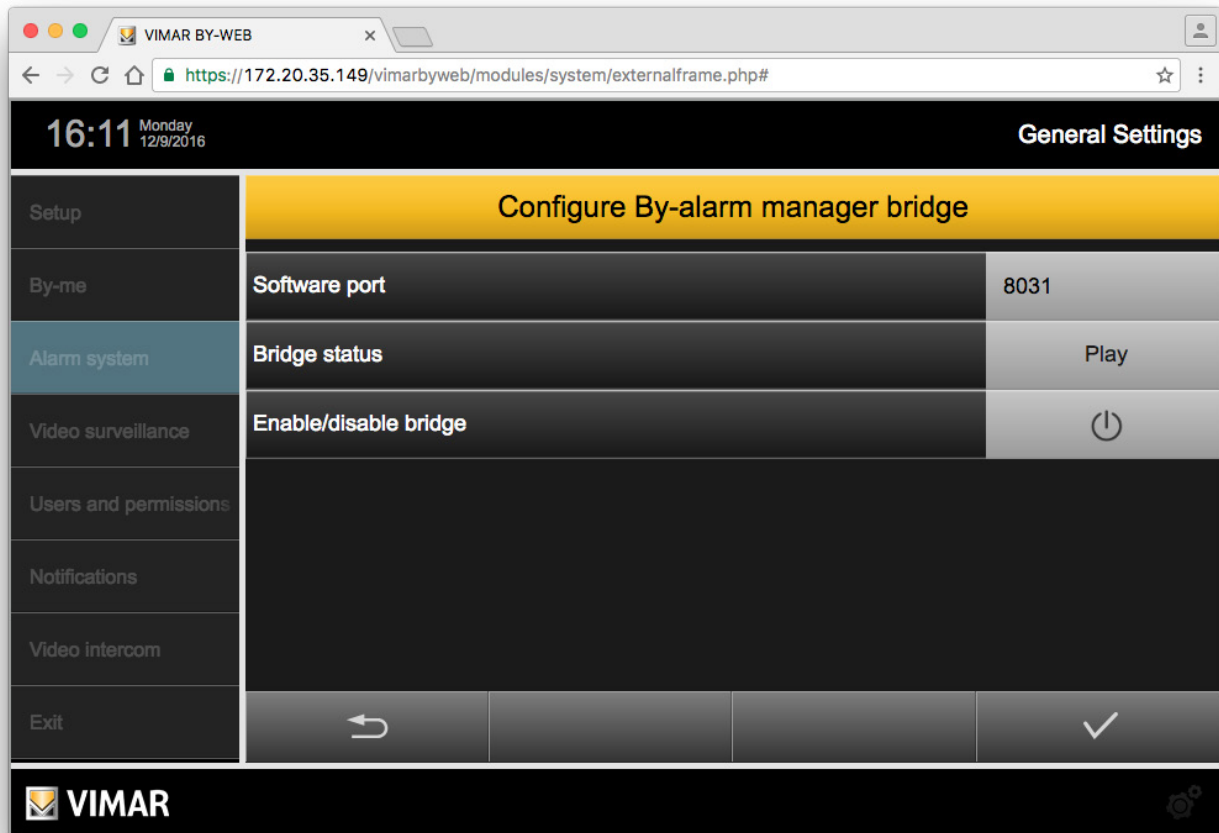 VIMAR BY-WEB
https://172.20.35.149/vimarbyweb/modules/system/externalframe.php#
16:11 Monday
12/9/2016
General Settings
Setup
By-me
Alarm system
Video surveillance
Users and permissions
Notifications
Video intercom
Exit
Configure By-alarm manager bridge
Software port 8031
Bridge status Play
Enable/disable bridge
VIMAR